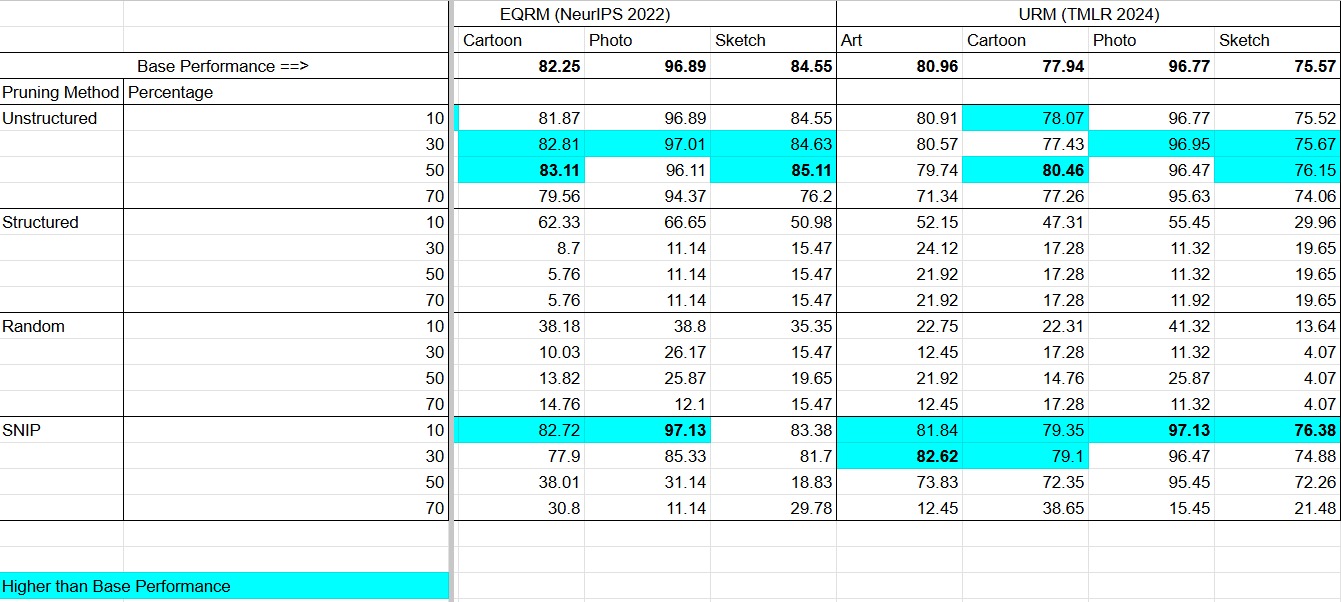 EQRM (NeurIPS 2022) URM (TMLR 2024)
Cartoon Photo Sketch Art Cartoon Photo Sketch
Base Performance ==> 82.25 96.89 84.55 80.96 77.94 96.77 75.57
Pruning Method Percentage
Unstructured 10 81.87 96.89 84.55 80.91 78.07 96.77 75.52
30 82.81 97.01 84.63 80.57 77.43 96.95 75.67
50 83.11 96.11 85.11 79.74 80.46 96.47 76.15
70 79.56 94.37 76.2 71.34 77.26 95.63 74.06
Structured 10 62.33 66.65 50.98 52.15 47.31 55.45 29.96
30 8.7 11.14 15.47 24.12 17.28 11.32 19.65
50 5.76 11.14 15.47 21.92 17.28 11.32 19.65
70 5.76 11.14 15.47 21.92 17.28 11.92 19.65
Random 10 38.18 38.8 35.35 22.75 22.31 41.32 13.64
30 10.03 26.17 15.47 12.45 17.28 11.32 4.07
50 13.82 25.87 19.65 21.92 14.76 25.87 4.07
70 14.76 12.1 15.47 12.45 17.28 11.32 4.07
SNIP 10 82.72 97.13 83.38 81.84 79.35 97.13 76.38
30 77.9 85.33 81.7 82.62 79.1 96.47 74.88
50 38.01 31.14 18.83 73.83 72.35 95.45 72.26
70 30.8 11.14 29.78 12.45 38.65 15.45 21.48
Higher than Base Performance